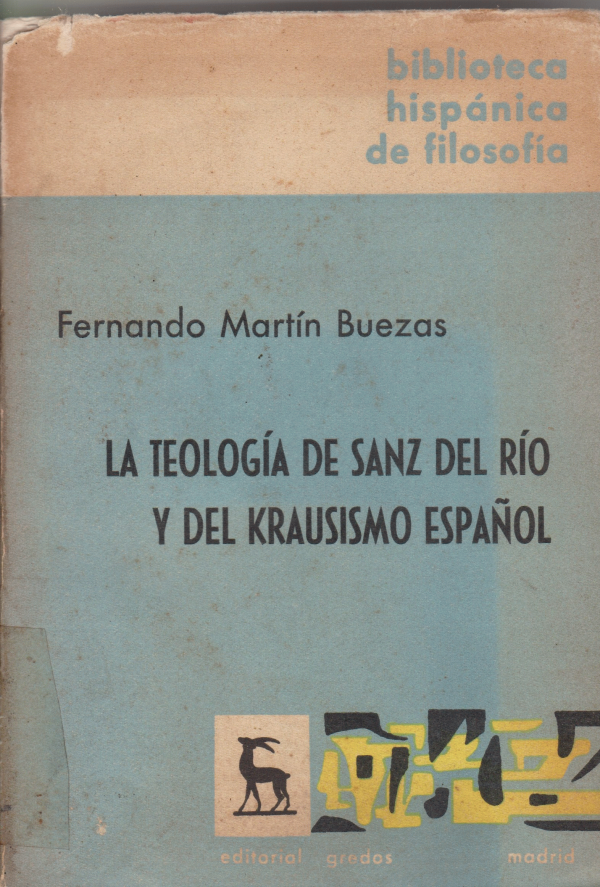 biblioteca
hispánica
de filosofía
Fernando Martín Buezas
LA TEOLOGÍA DE SANZ DEL RÍO
Y DEL KRAUSISMO ESPAÑOL
editorial gredos madrid